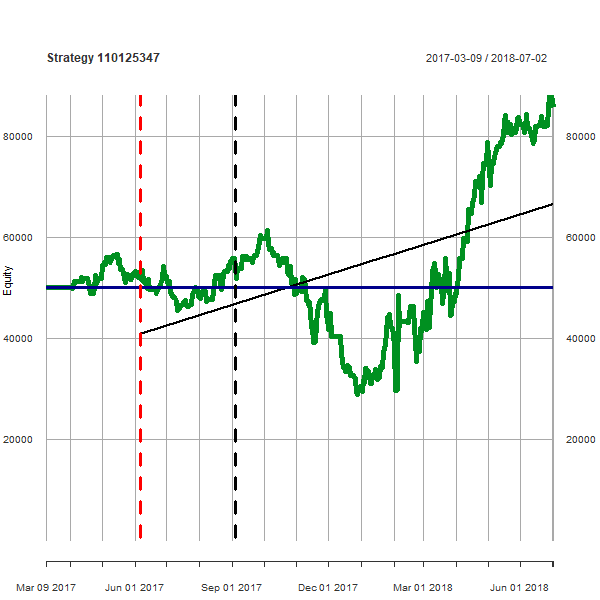 Strategy 110125347
2017-03-09 / 2018-07-02
80000 80000
60000 60000
Equity
40000 40000
20000 20000
Mar 09 2017 Jun 01 2017 Sep 01 2017 Dec 01 2017 Mar 01 2018 Jun 01 2018